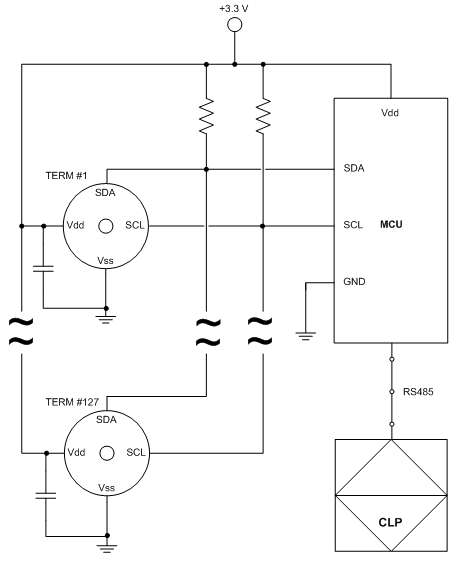 +3.3 V
Vdd
SDA
TERM #1
SDA
Vdd
SCL
SCL
MCU
Vss
GND
RS485
TERM #127
SDA
Vdd
SCL
Vss
CLP